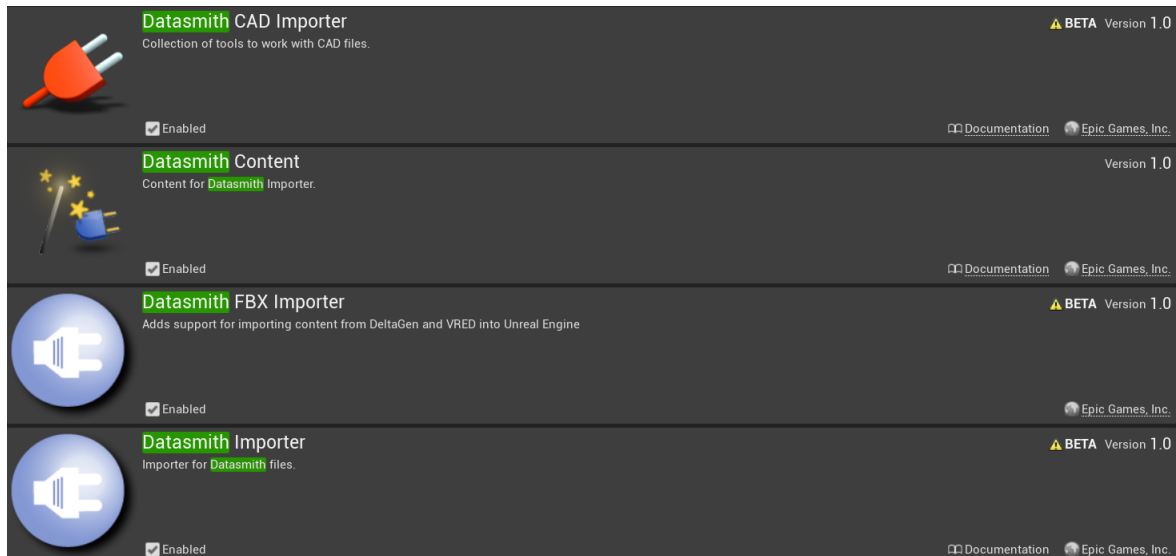 Datasmith CAD Importer
BETA Version 1.0
Collection of tools to work with CAD files.
Enabled
Documentation Epic Games, Inc.
Datasmith Content
Version 1.0
Content for Datasmith Importer.
Enabled
Documentation Epic Games, Inc.
Datasmith FBX Importer
BETA Version 1.0
Adds support for importing content from DeltaGen and VRED into Unreal Engine
Enabled
Epic Games, Inc.
Datasmith Importer
BETA Version 1.0
Importer for Datasmith files.
Enabled
Documentation Epic Games, Inc.